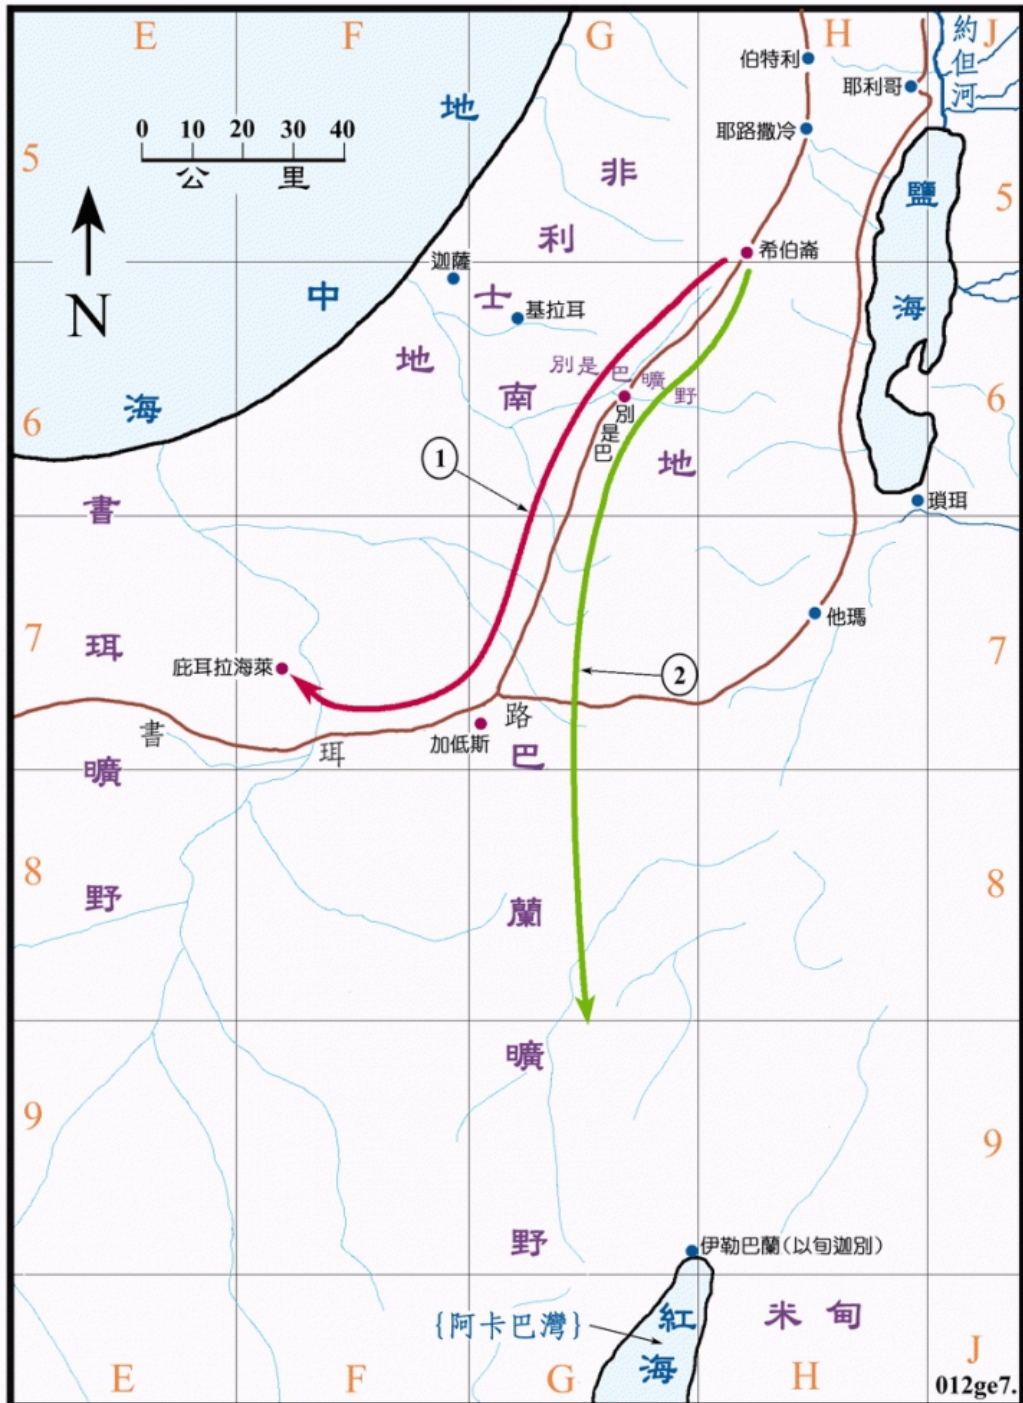 E F G H J
約但河
伯特利
耶利哥
耶路撒冷
0 10 20 30 40
公里
5 5
N
地中海
非利士地
鹽海
希伯崙
迦薩
基拉耳
別是巴曠野
別是巴
南地
6 6
1
瑣珥
書珥曠野
7 7
他瑪
庇耳拉海萊
2
書珥路
加低斯
巴蘭曠野
8 8
9 9
伊勒巴蘭(以旬迦別)
{阿卡巴灣}
紅海
米甸
E F G H J
012ge7.